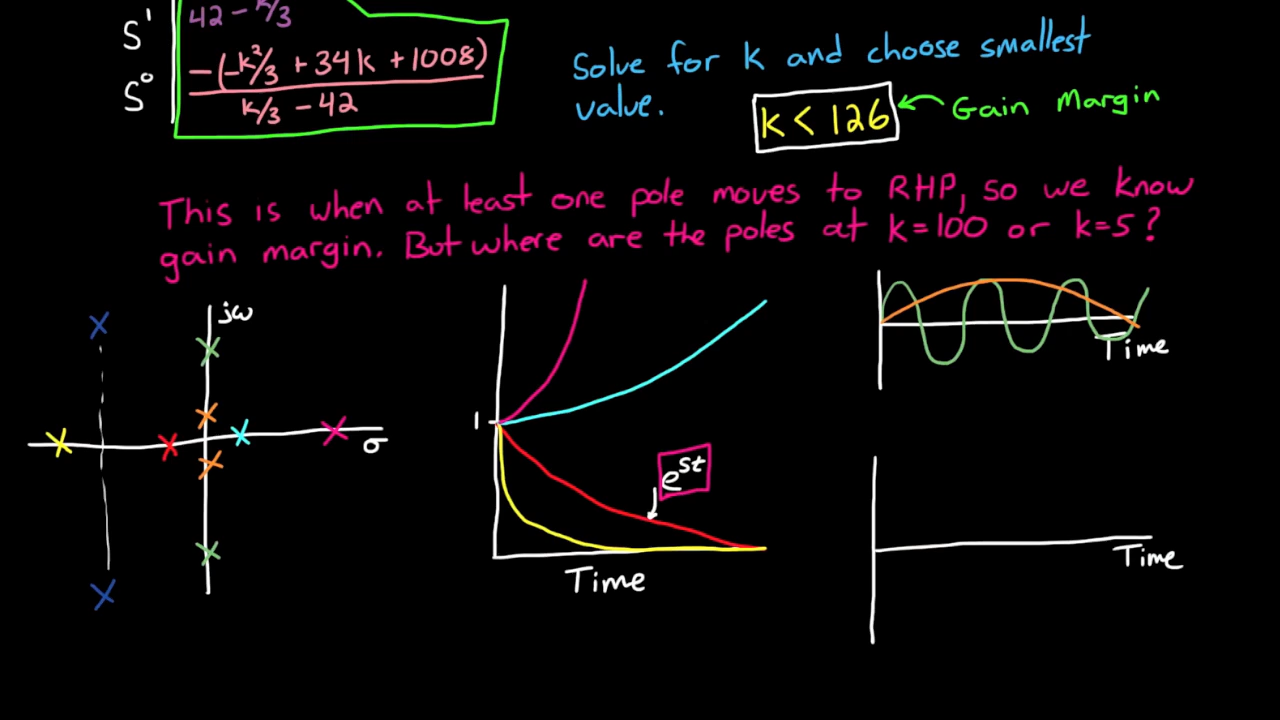 S¹
42 - k/3
S⁰
-(-k²/3 + 34k + 1008)
k/3 - 42
Solve for k and choose smallest
value.
k < 126
Gain Margin
This is when at least one pole moves to RHP, so we know
gain margin. But where are the poles at k=100 or k=5?
jω
σ
1
e^st
Time
Time
Time